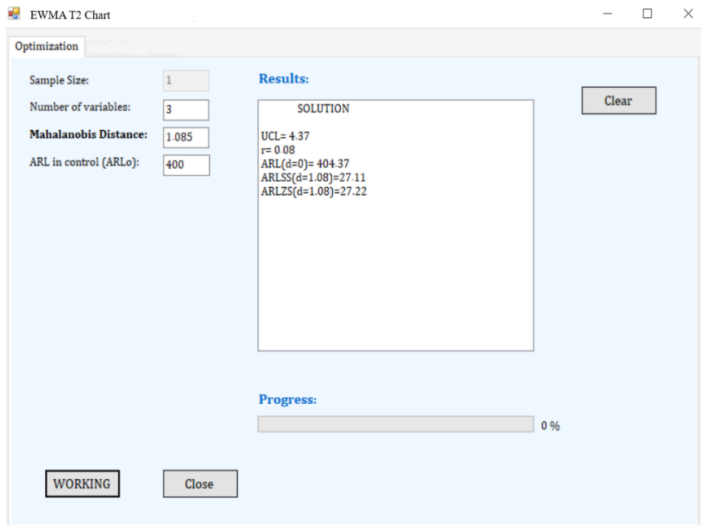 EWMA T2 Chart
Optimization
Sample Size:
1
Number of variables:
3
Mahalanobis Distance:
1.085
ARL in control (ARLo):
400
Results:
SOLUTION
UCL= 4.37
r= 0.08
ARL(d=0)= 404.37
ARLSS(d=1.08)=27.11
ARLZS(d=1.08)=27.22
Clear
Progress:
0 %
WORKING
Close